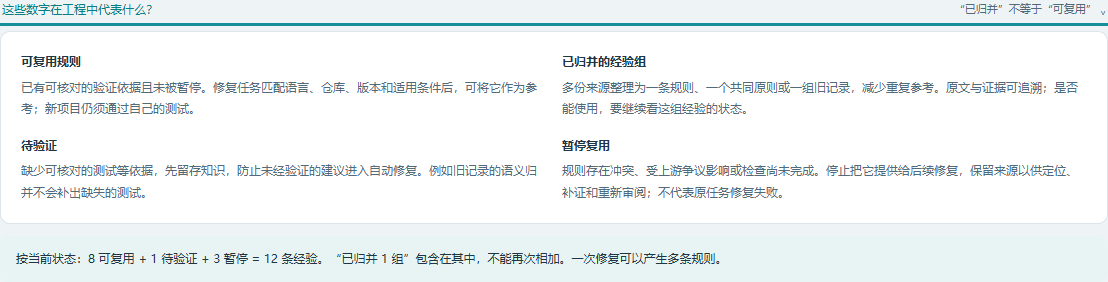 这些数字在工程中代表什么？
“已归并”不等于“可复用”
可复用规则
已有可核对的验证依据且未被暂停。修复任务匹配语言、仓库、版本和适用条件后，可将它作为参
考；新项目仍须通过自己的测试。
已归并的经验组
多份来源整理为一条规则、一个共同原则或一组旧记录，减少重复参考。原文与证据可追溯；是否
能使用，要继续看这组经验的状态。
待验证
缺少可核对的测试等依据，先留存知识，防止未经验证的建议进入自动修复。例如旧记录的语义归
并不会补出缺失的测试。
暂停复用
规则存在冲突、受上游争议影响或检查尚未完成。停止把它提供给后续修复，保留来源以供定位、
补证和重新审阅；不代表原任务修复失败。
按当前状态：8 可复用 + 1 待验证 + 3 暂停 = 12 条经验。“已归并 1 组”包含在其中，不能再次相加。一次修复可以产生多条规则。